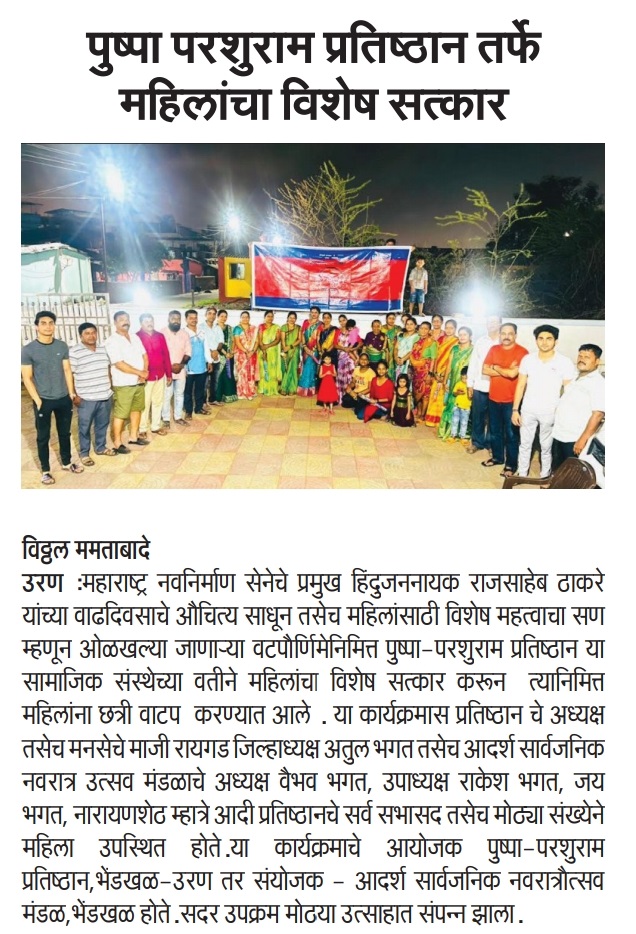 पुष्पा परशुराम प्रतिष्ठान तर्फे
महिलांचा विशेष सत्कार
विठ्ठल ममताबादे
उरण :महाराष्ट्र नवनिर्माण सेनेचे प्रमुख हिंदुजननायक राजसाहेब ठाकरे
यांच्या वाढदिवसाचे औचित्य साधून तसेच महिलांसाठी विशेष महत्वाचा सण
म्हणून ओळखल्या जाणाऱ्या वटपौर्णिमेनिमित्त पुष्पा-परशुराम प्रतिष्ठान या
सामाजिक संस्थेच्या वतीने महिलांचा विशेष सत्कार करून त्यानिमित्त
महिलांना छत्री वाटप करण्यात आले . या कार्यक्रमास प्रतिष्ठान चे अध्यक्ष
तसेच मनसेचे माजी रायगड जिल्हाध्यक्ष अतुल भगत तसेच आदर्श सार्वजनिक
नवरात्र उत्सव मंडळाचे अध्यक्ष वैभव भगत, उपाध्यक्ष राकेश भगत, जय
भगत, नारायणशेठ म्हात्रे आदी प्रतिष्ठानचे सर्व सभासद तसेच मोठ्या संख्येने
महिला उपस्थित होते.या कार्यक्रमाचे आयोजक पुष्पा-परशुराम
प्रतिष्ठान,भेंडखळ-उरण तर संयोजक - आदर्श सार्वजनिक नवरात्रौत्सव
मंडळ,भेंडखळ होते.सदर उपक्रम मोठया उत्साहात संपन्न झाला.